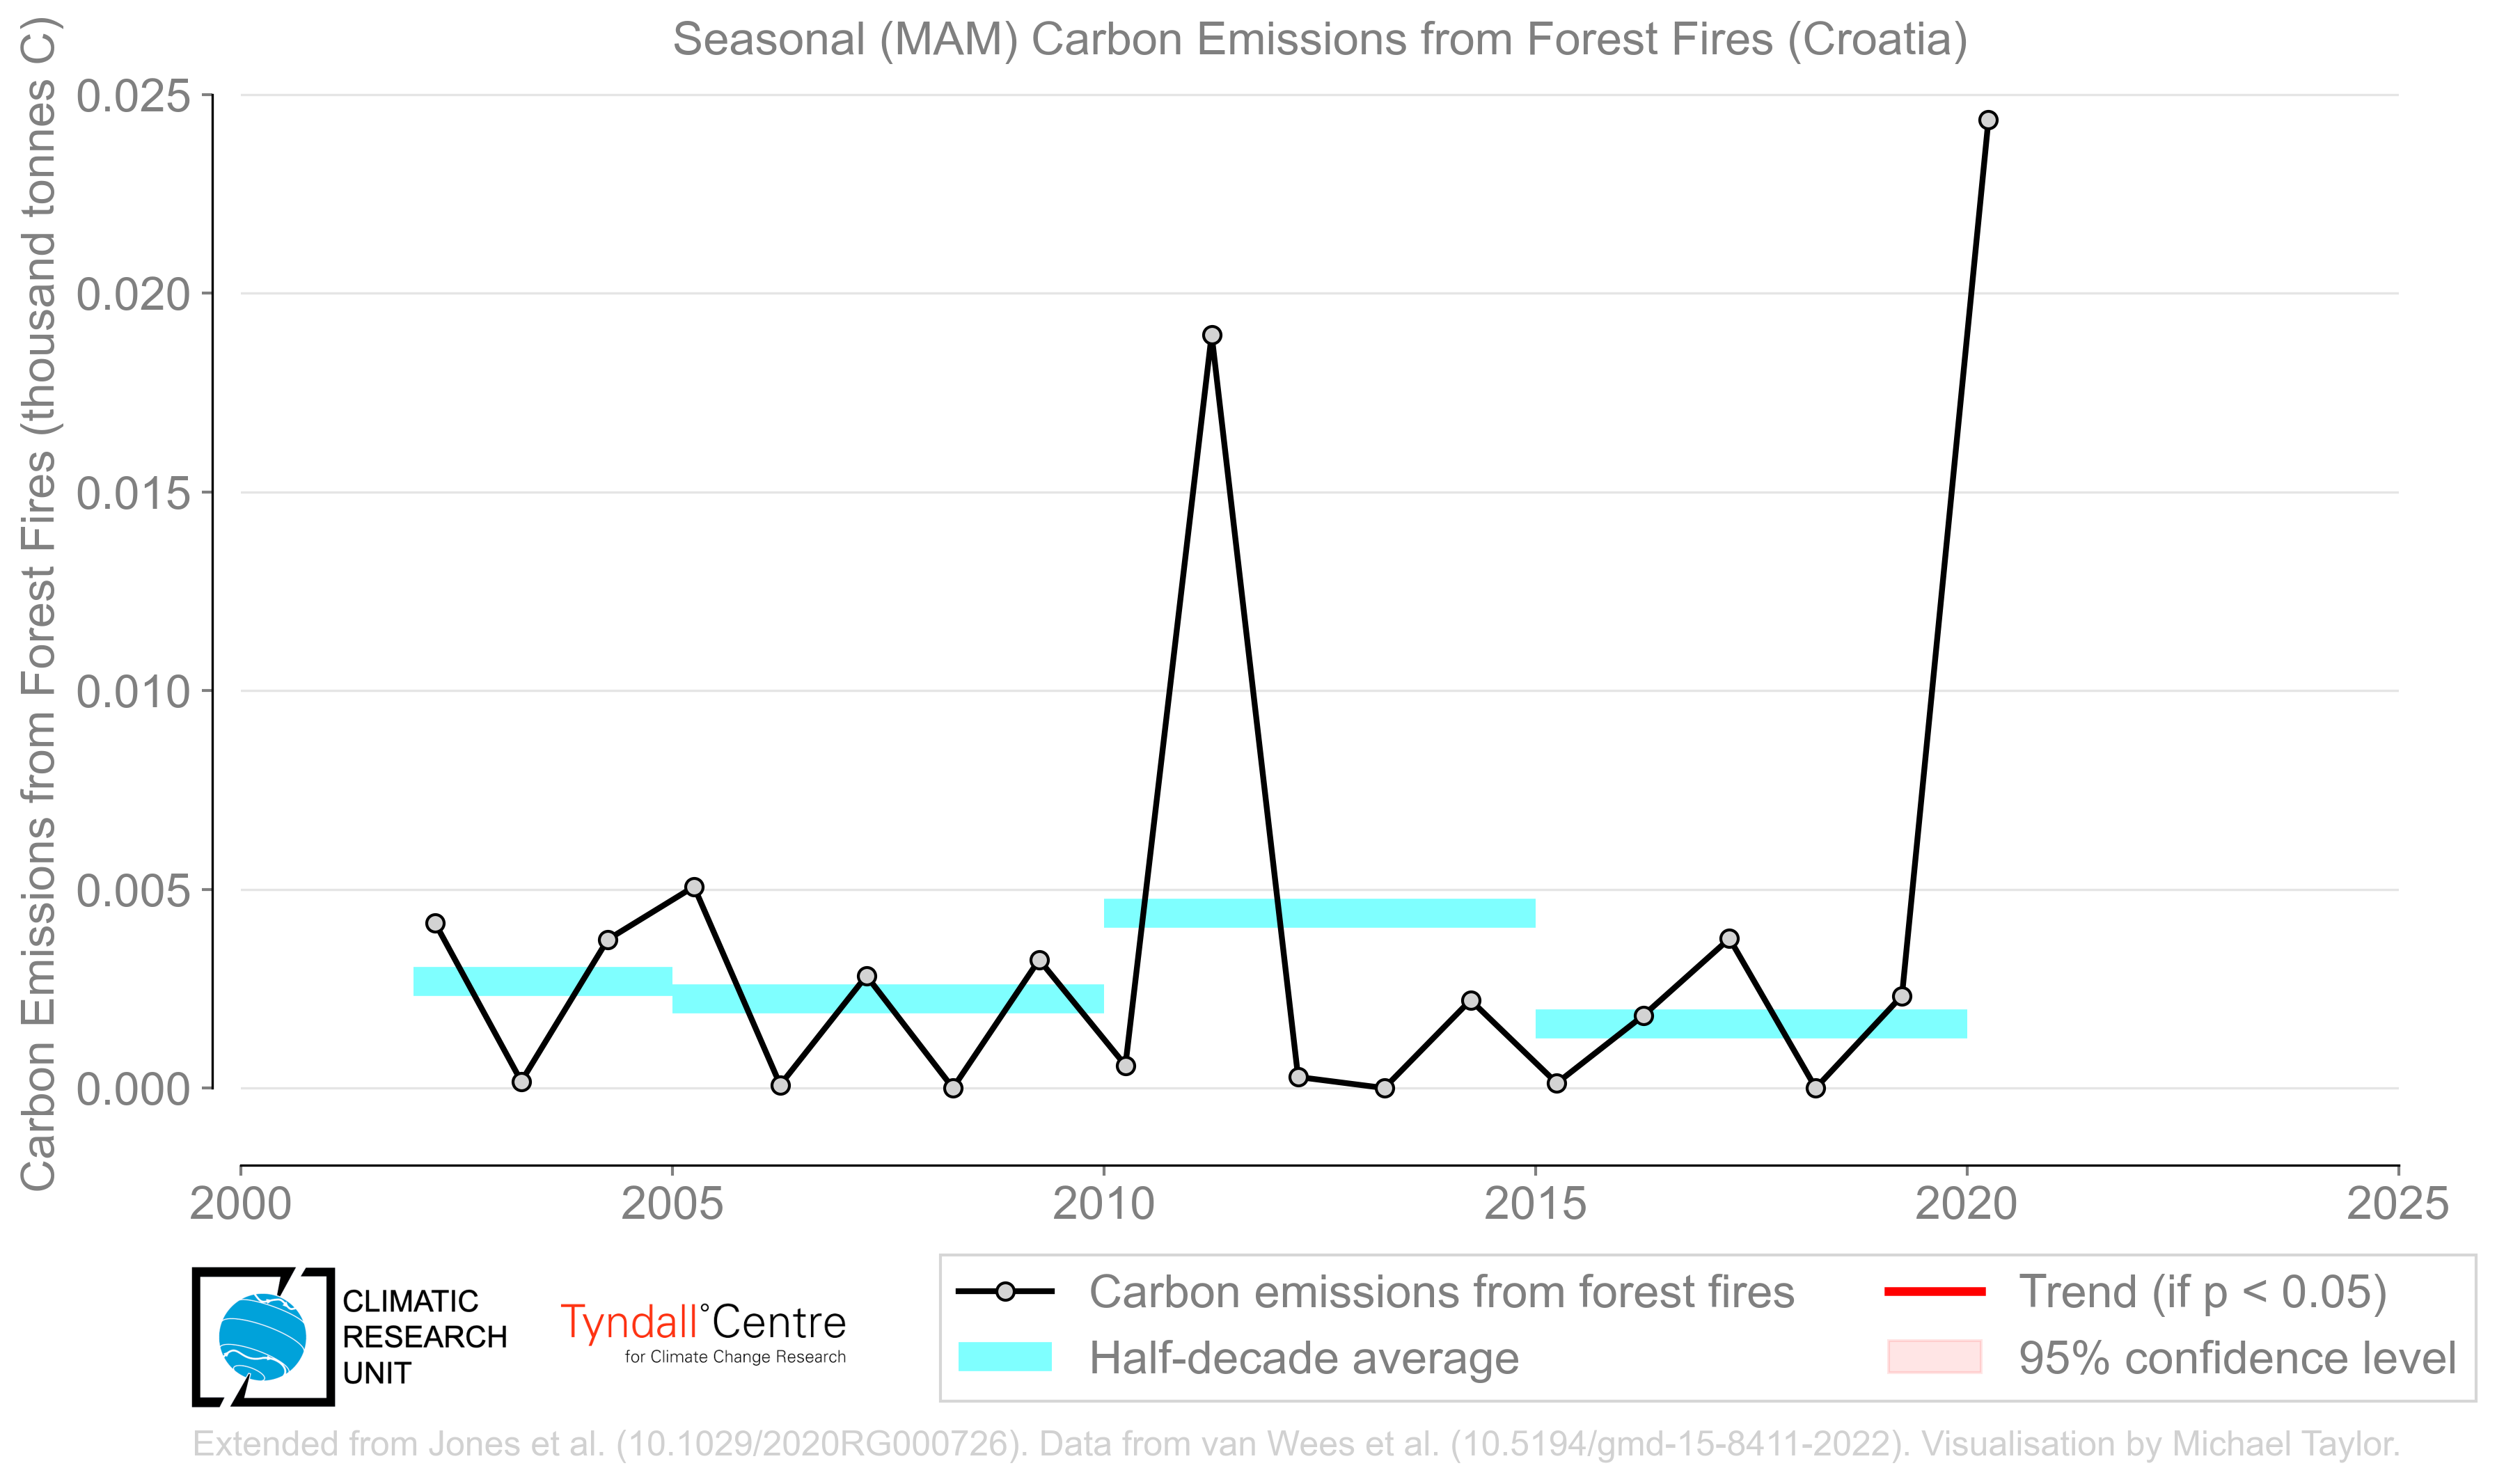 Seasonal (MAM) Carbon Emissions from Forest Fires (Croatia)
Carbon Emissions from Forest Fires (thousand tonnes C)
0.025
0.020
0.015
0.010
0.005
0.000
2000 2005 2010 2015 2020 2025
CLIMATIC
RESEARCH
UNIT
Tyndall°Centre
for Climate Change Research
Carbon emissions from forest fires
Half-decade average
Trend (if p < 0.05)
95% confidence level
Extended from Jones et al. (10.1029/2020RG000726). Data from van Wees et al. (10.5194/gmd-15-8411-2022). Visualisation by Michael Taylor.